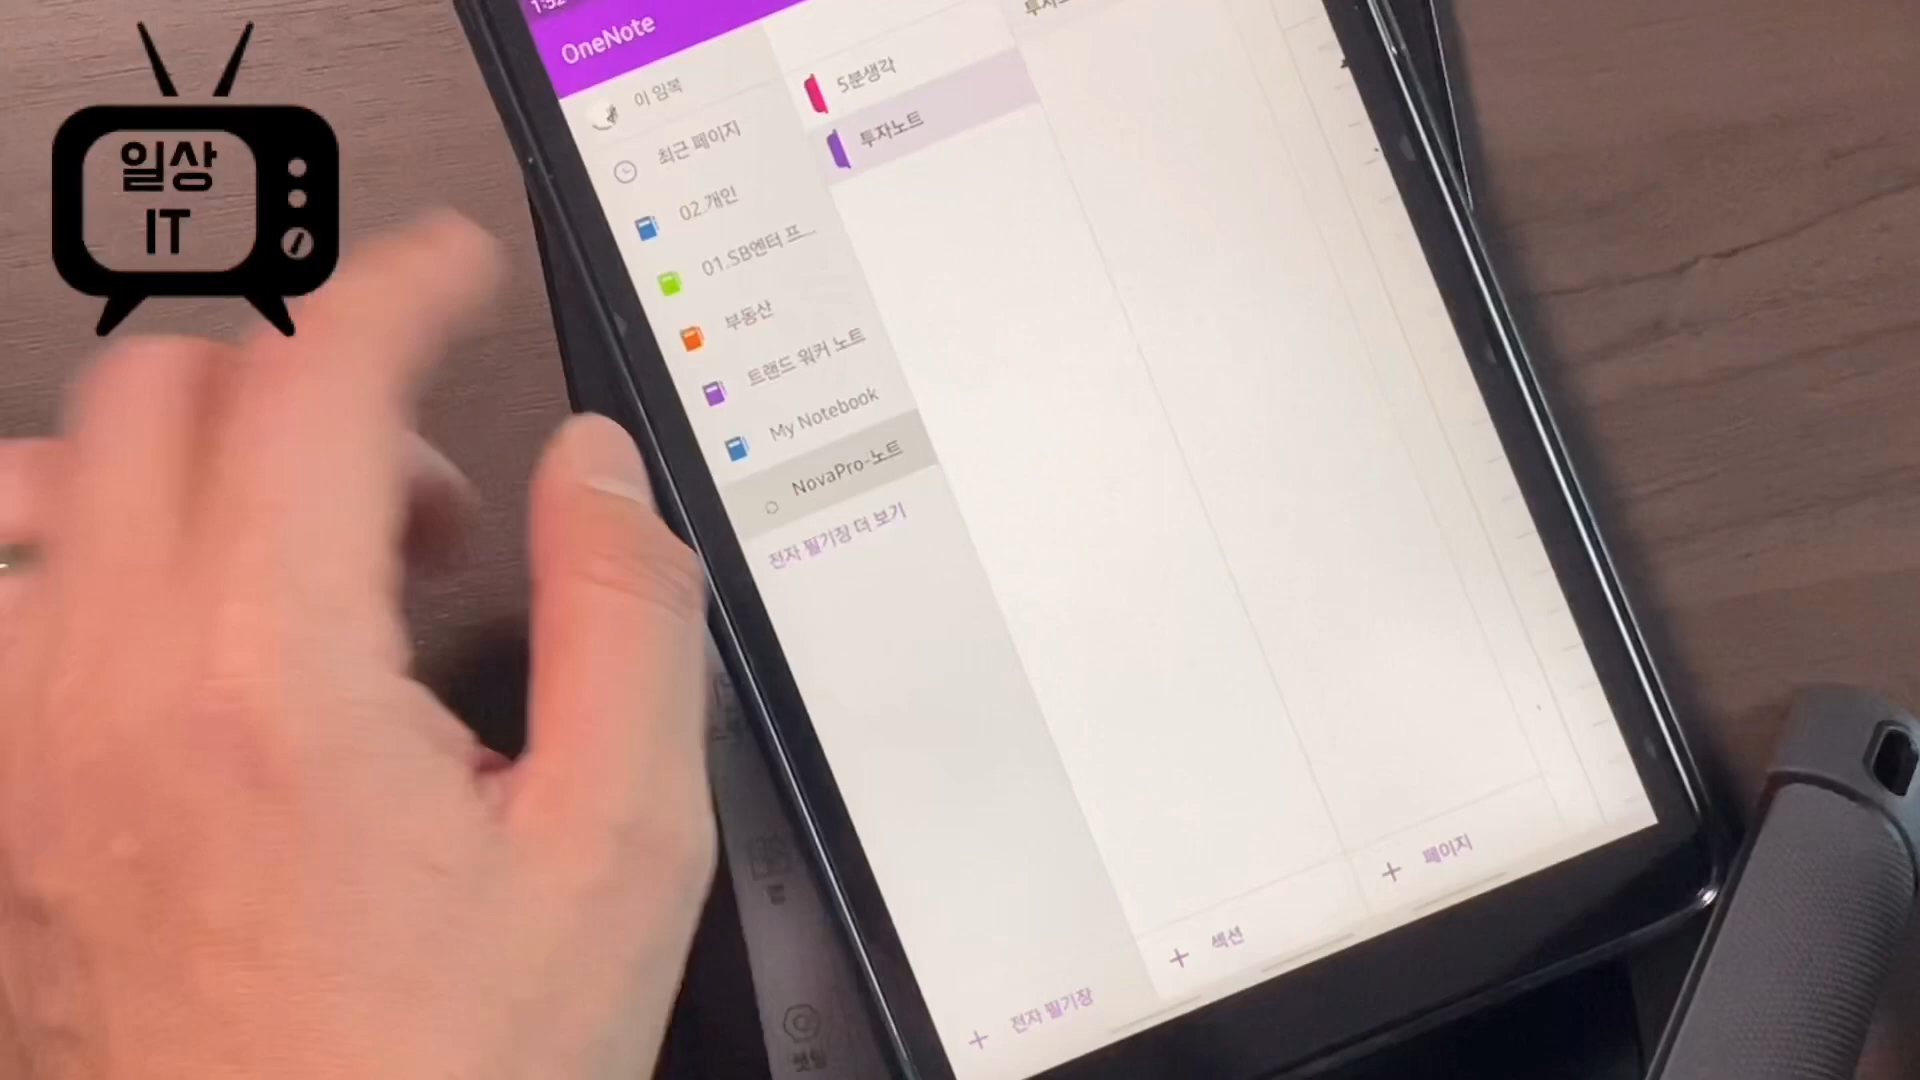 일상
IT
OneNote
이 임복
최근 페이지
02.개인
01.SB엔터 프...
부동산
트랜드 워커 노트
My Notebook
NovaPro-노트
전자 필기장 더 보기
+ 전자 필기장
5분생각
투자노트
+ 섹션
+ 페이지